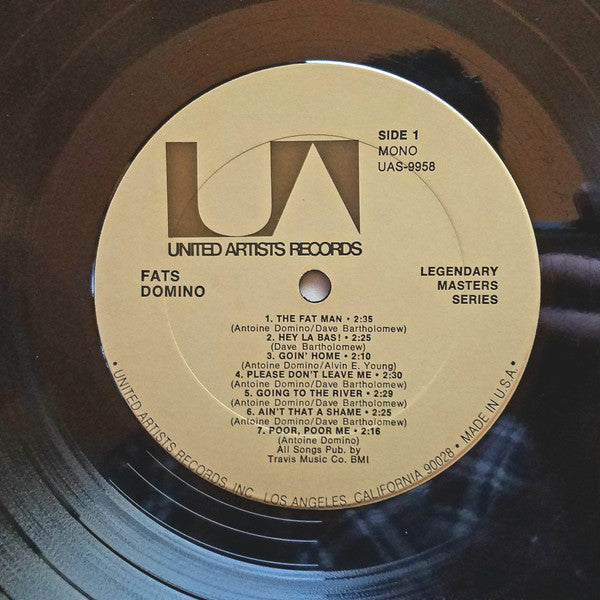 UA
UNITED ARTISTS RECORDS
SIDE 1
MONO
UAS-9958
FATS
DOMINO
LEGENDARY
MASTERS
SERIES
1. THE FAT MAN • 2:35
(Antoine Domino/Dave Bartholomew)
2. HEY LA BAS! • 2:25
(Dave Bartholomew)
3. GOIN' HOME • 2:10
(Antoine Domino/Alvin E. Young)
4. PLEASE DON'T LEAVE ME • 2:30
(Antoine Domino/Dave Bartholomew)
5. GOING TO THE RIVER • 2:29
(Antoine Domino/Dave Bartholomew)
6. AIN'T THAT A SHAME • 2:25
(Antoine Domino/Dave Bartholomew)
7. POOR, POOR ME • 2:16
(Antoine Domino)
All Songs Pub. by
Travis Music Co. BMI
• UNITED ARTISTS RECORDS, INC., LOS ANGELES, CALIFORNIA 90028 • MADE IN U.S.A. •